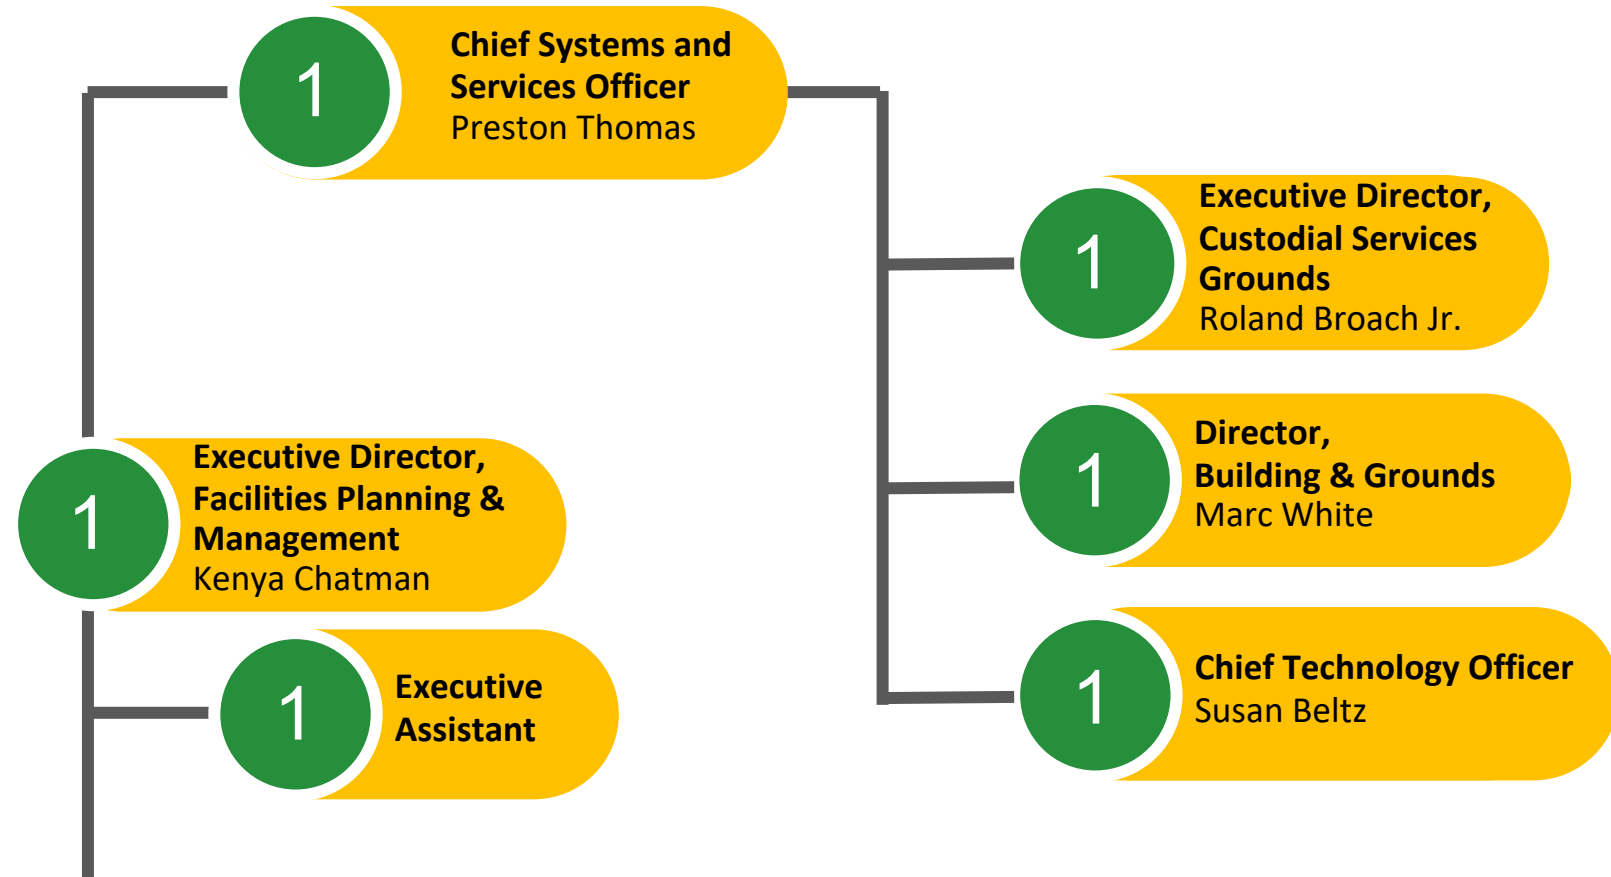 1
Chief Systems and
Services Officer
Preston Thomas
1
Executive Director,
Custodial Services
Grounds
Roland Broach Jr.
1
Director,
Building & Grounds
Marc White
1
Executive Director,
Facilities Planning &
Management
Kenya Chatman
1
Chief Technology Officer
Susan Beltz
1
Executive
Assistant